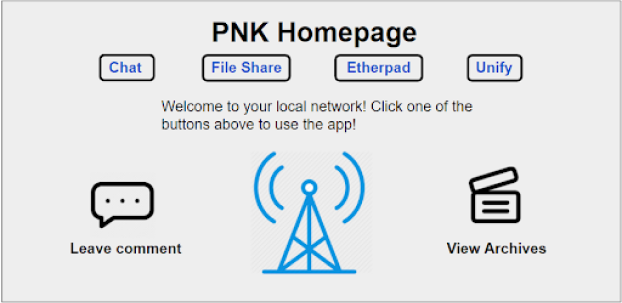 PNK Homepage
Chat
File Share
Etherpad
Unify
Welcome to your local network! Click one of the
buttons above to use the app!
Leave comment
View Archives